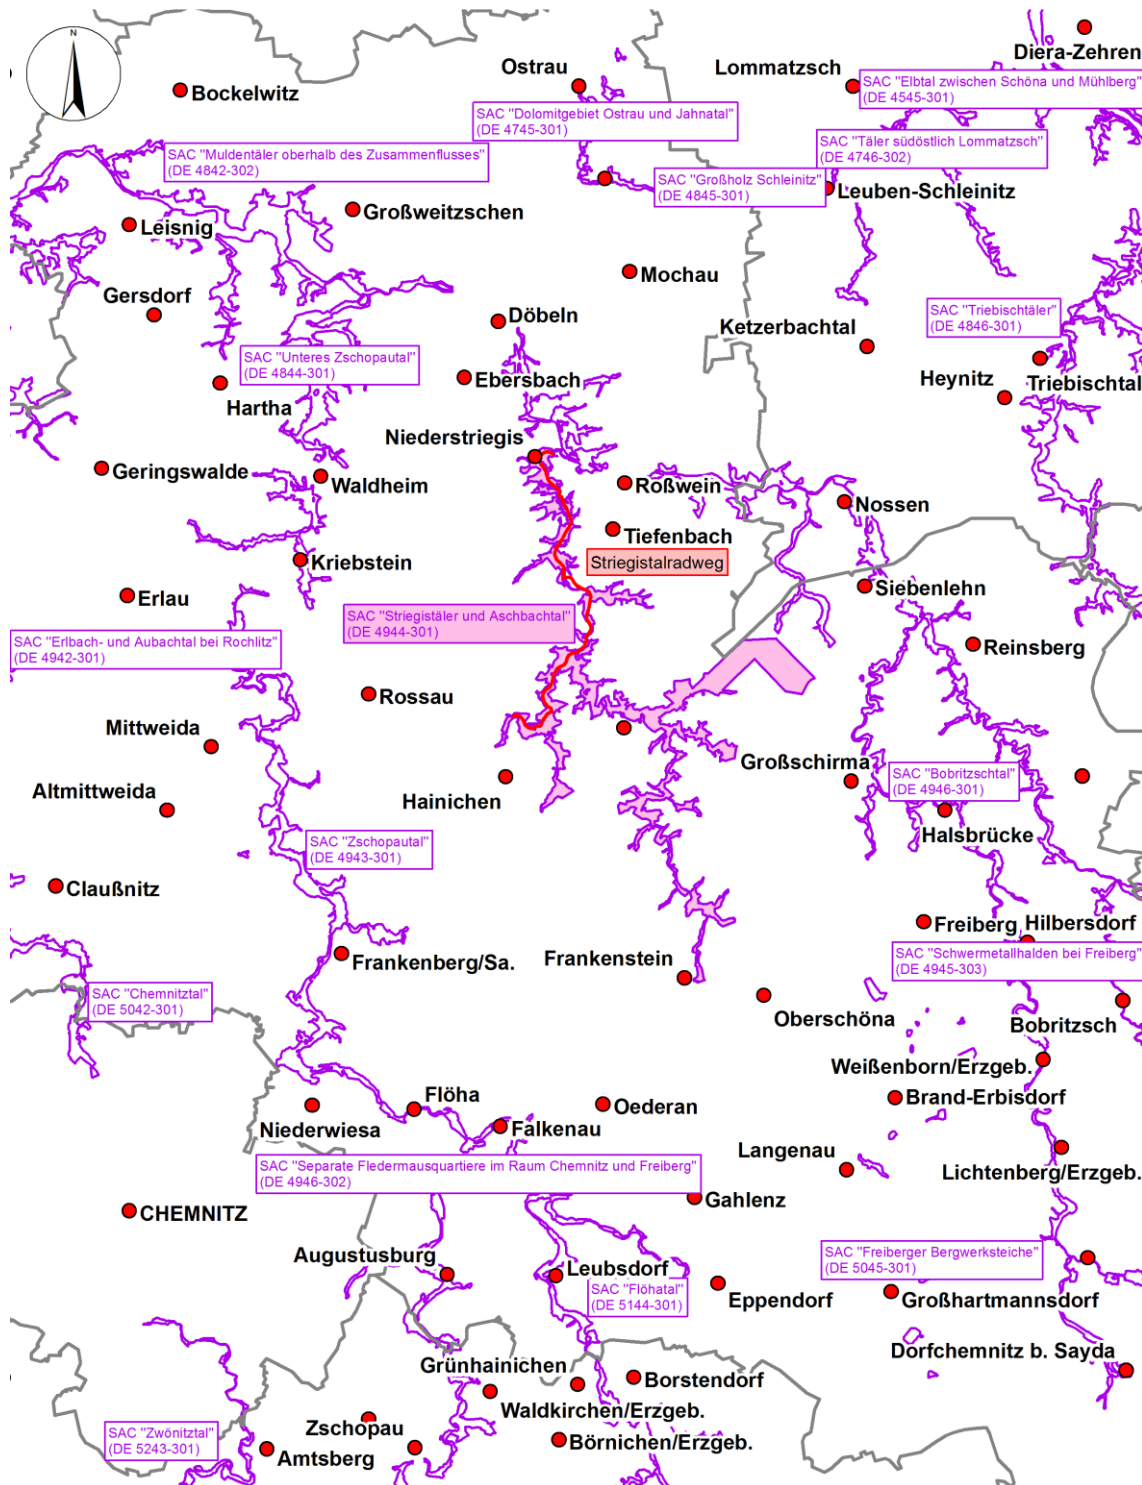 N
Diera-Zehren
Ostrau
Lommatzsch
Bockelwitz
SAC "Elbtal zwischen Schöna und Mühlberg"
(DE 4545-301)
SAC "Dolomitgebiet Ostrau und Jahnatal"
(DE 4745-301)
SAC "Täler südöstlich Lommatzsch"
(DE 4746-302)
SAC "Muldentäler oberhalb des Zusammenflusses"
(DE 4842-302)
SAC "Großholz Schleinitz"
(DE 4845-301)
Leuben-Schleinitz
Großweitzschen
Leisnig
Mochau
Gersdorf
Döbeln
SAC "Triebischtäler"
(DE 4846-301)
Ketzerbachtal
SAC "Unteres Zschopautal"
(DE 4844-301)
Ebersbach
Heynitz
Triebischtal
Hartha
Niederstriegis
Geringswalde
Waldheim
Roßwein
Nossen
Tiefenbach
Striegistalradweg
Kriebstein
Siebenlehn
Erlau
SAC "Striegistäler und Aschbachtal"
(DE 4944-301)
SAC "Erlbach- und Aubachtal bei Rochlitz"
(DE 4942-301)
Reinsberg
Rossau
Mittweida
Großschirma
Altmittweida
Hainichen
SAC "Bobritzschtal"
(DE 4946-301)
Halsbrücke
SAC "Zschopautal"
(DE 4943-301)
Claußnitz
Freiberg
Hilbersdorf
Frankenberg/Sa.
Frankenstein
SAC "Schwermetallhalden bei Freiberg"
(DE 4945-303)
SAC "Chemnitztal"
(DE 5042-301)
Oberschöna
Bobritzsch
Weißenborn/Erzgeb.
Flöha
Oederan
Brand-Erbisdorf
Niederwiesa
Falkenau
Langenau
SAC "Separate Fledermausquartiere im Raum Chemnitz und Freiberg"
(DE 4946-302)
Lichtenberg/Erzgeb.
Gahlenz
CHEMNITZ
Augustusburg
Leubsdorf
SAC "Freiberger Bergwerksteiche"
(DE 5045-301)
SAC "Flöhatal"
(DE 5144-301)
Eppendorf
Großhartmannsdorf
Dorfchemnitz b. Sayda
Grünhainichen
Borstendorf
Waldkirchen/Erzgeb.
Zschopau
SAC "Zwönitztal"
(DE 5243-301)
Amtsberg
Börnichen/Erzgeb.